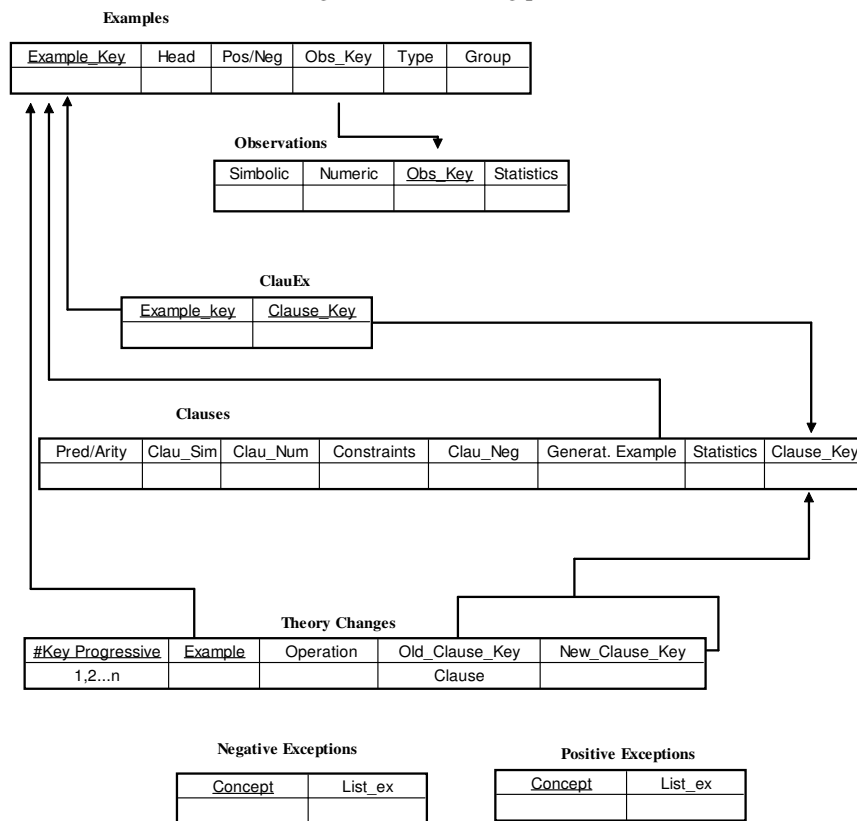 Examples
Example_Key Head Pos/Neg Obs_Key Type Group
Observations
Simbolic Numeric Obs_Key Statistics
ClauEx
Example_key Clause_Key
Clauses
Pred/Arity Clau_Sim Clau_Num Constraints Clau_Neg Generat. Example Statistics Clause_Key
Theory Changes
#Key Progressive Example Operation Old_Clause_Key New_Clause_Key
1,2...n Clause
Negative Exceptions
Positive Exceptions
Concept List_ex
Concept List_ex